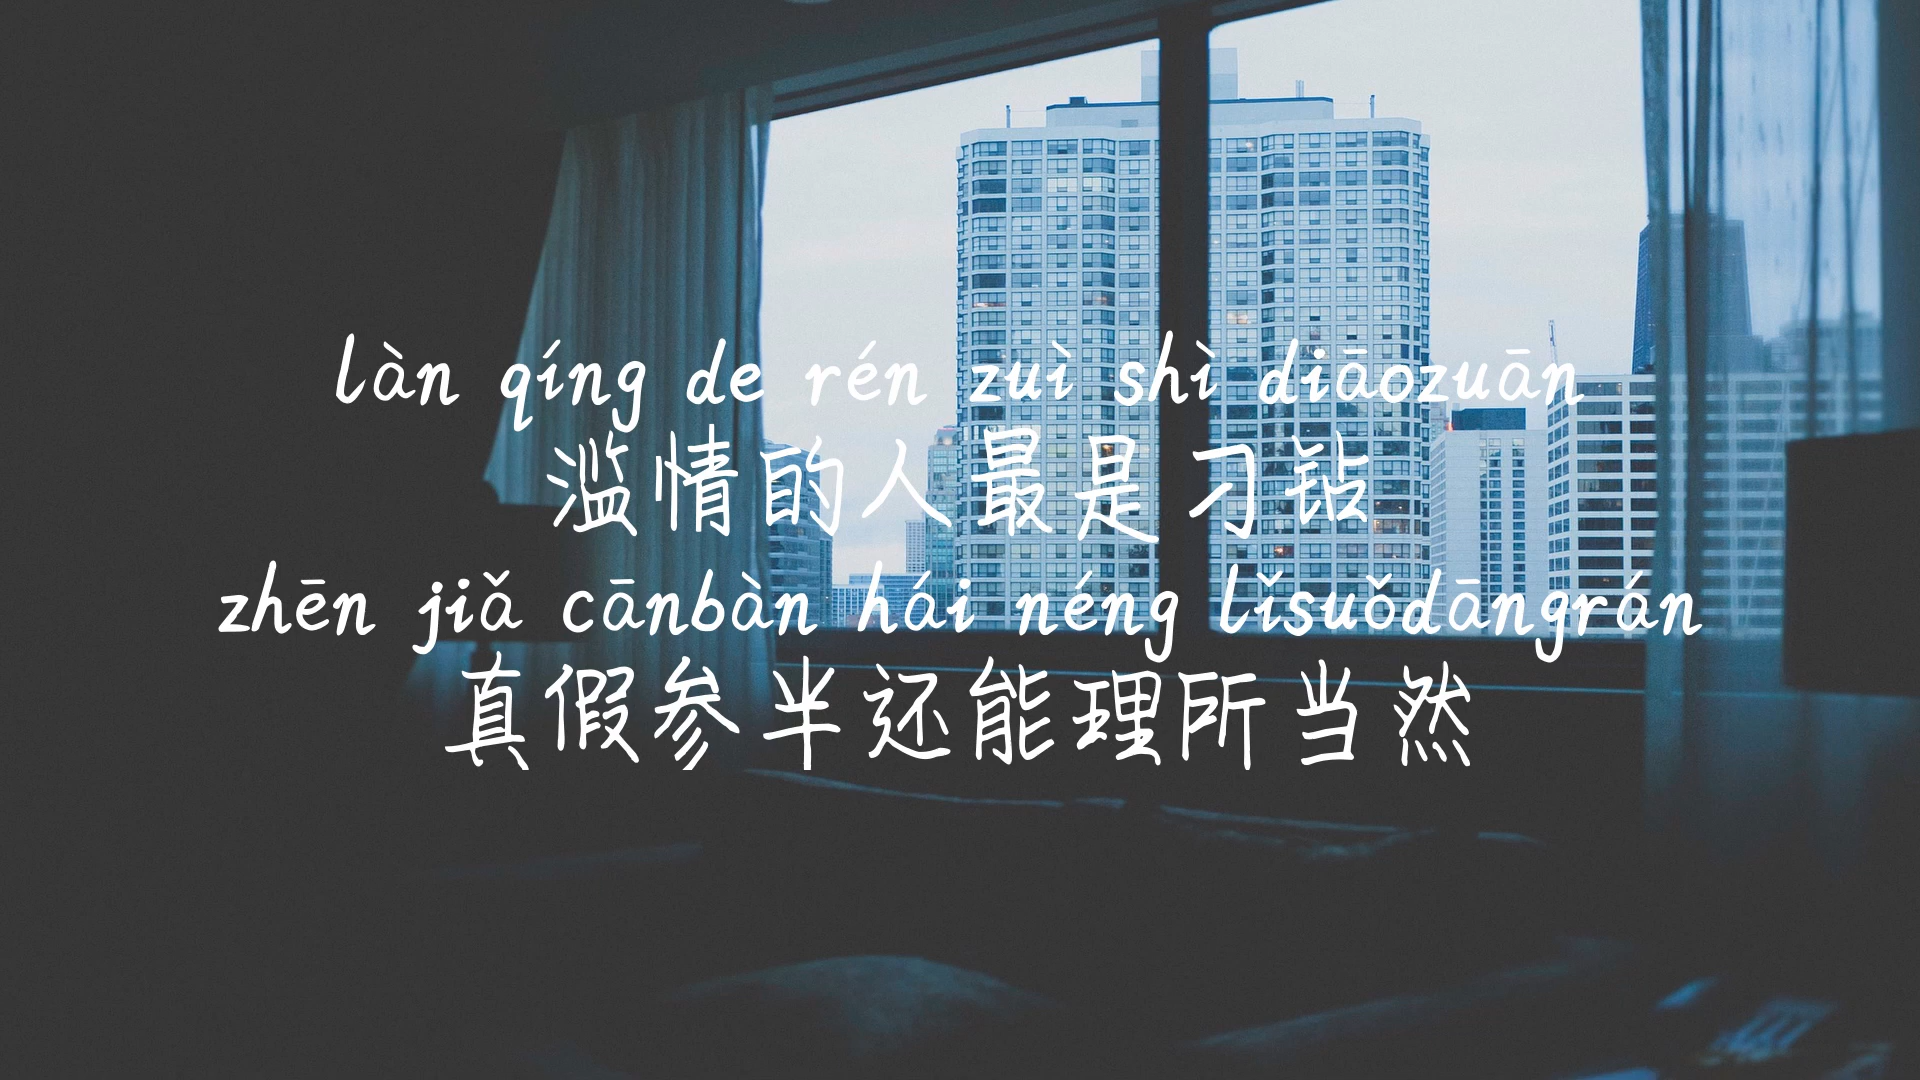 làn qíng de rén zuì shì diāozuān
滥情的人最是刁钻
zhēn jiǎ cānbàn hái néng lǐsuǒdāngrán
真假参半还能理所当然